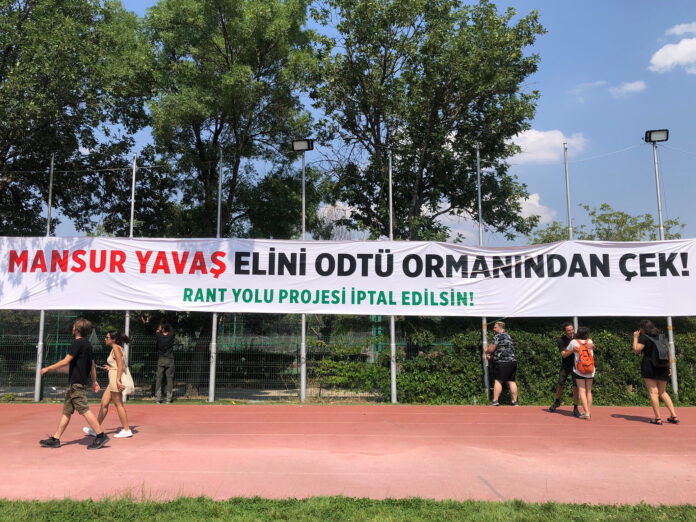 MANSUR YAVAŞ ELİNİ ODTÜ ORMANINDAN ÇEK!
RANT YOLU PROJESİ İPTAL EDİLSİN!